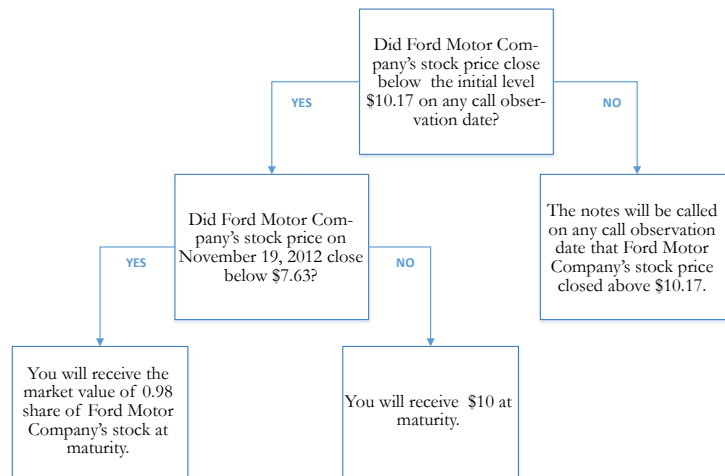 Did Ford Motor Com-
pany's stock price close
below the initial level
$10.17 on any call obser-
vation date?
YES
NO
Did Ford Motor Com-
pany's stock price on
November 19, 2012 close
below $7.63?
The notes will be called
on any call observation
date that Ford Motor
Company's stock price
closed above $10.17.
YES
NO
You will receive the
market value of 0.98
share of Ford Motor
Company's stock at
maturity.
You will receive $10 at
maturity.